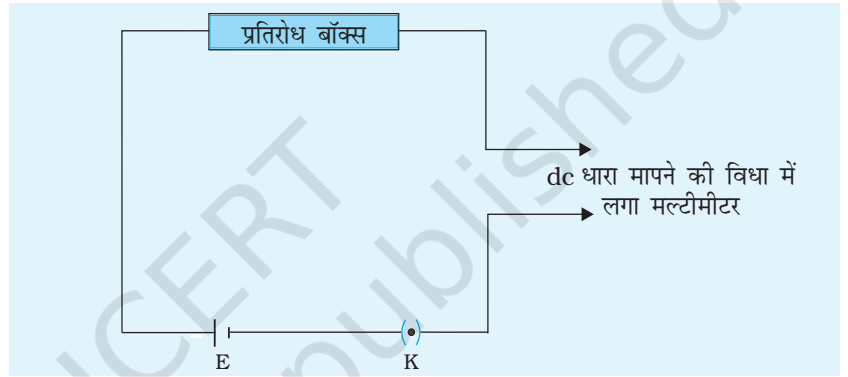 प्रतिरोध बॉक्स
dc धारा मापने की विधा में
लगा मल्टीमीटर
E
K